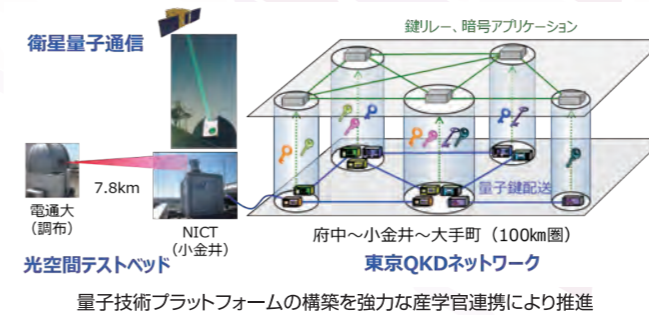 衛星量子通信
鍵リレー、暗号アプリケーション
7.8km
電通大
(調布)
NICT
(小金井)
量子鍵配送
府中～小金井～大手町（100㎞圏）
光空間テストベッド
東京QKDネットワーク
量子技術プラットフォームの構築を強力な産学官連携により推進